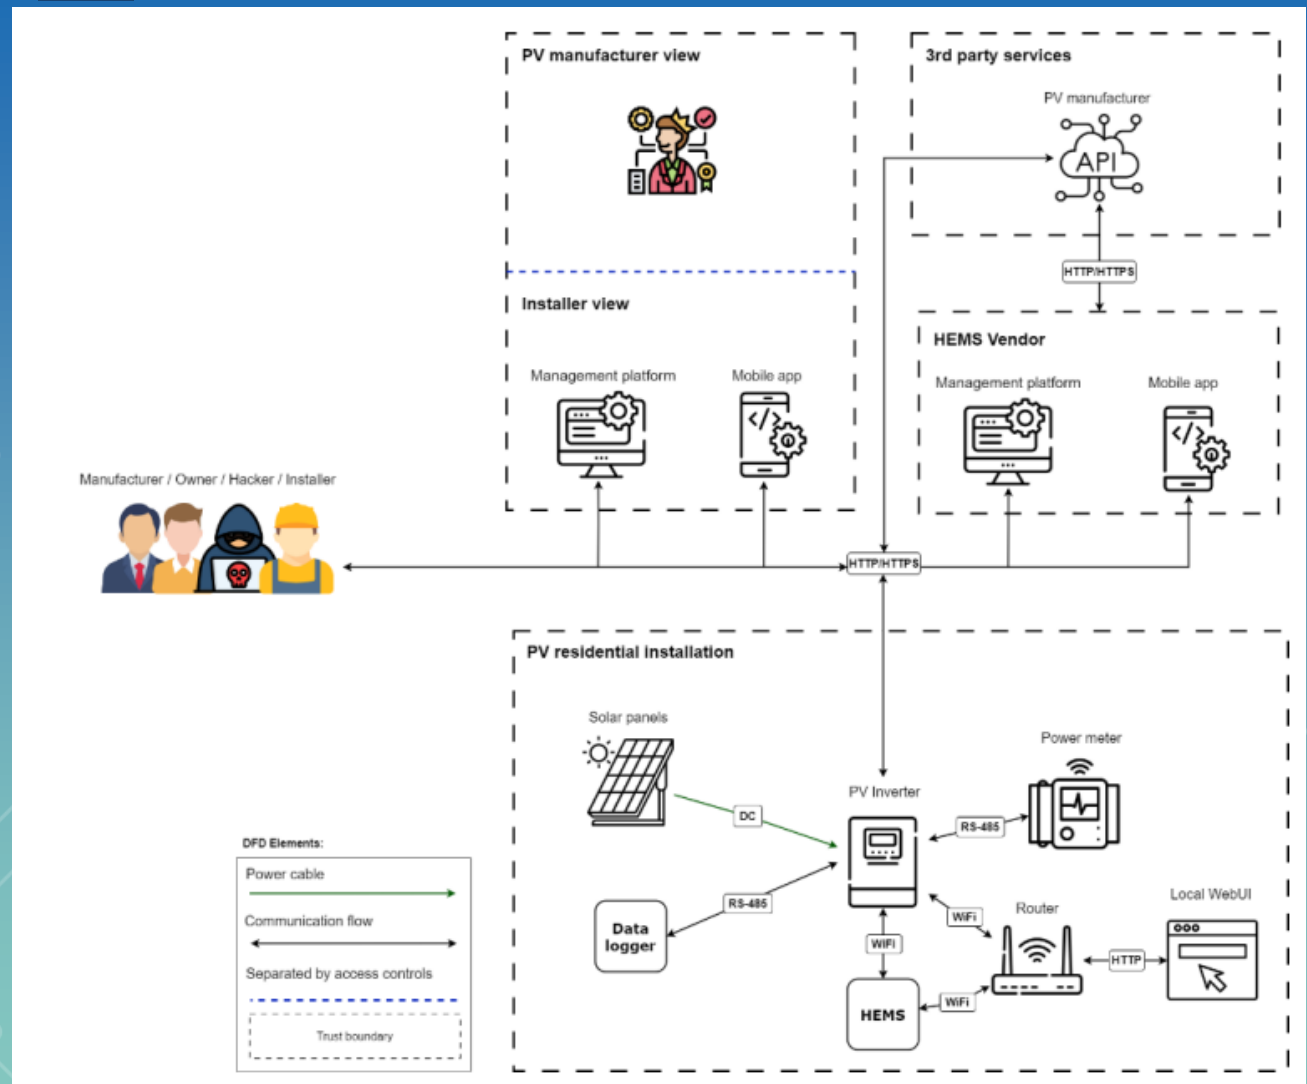 PV manufacturer view
3rd party services
PV manufacturer
API
HTTP/HTTPS
Installer view
Management platform
Mobile app
HEMS Vendor
Management platform
Mobile app
Manufacturer / Owner / Hacker / Installer
HTTP/HTTPS
PV residential installation
Solar panels
Power meter
PV Inverter
DC
RS-485
RS-485
Data
logger
WiFi
WiFi
Router
Local WebUI
HTTP
WiFi
HEMS
DFD Elements:
Power cable
Communication flow
Separated by access controls
Trust boundary